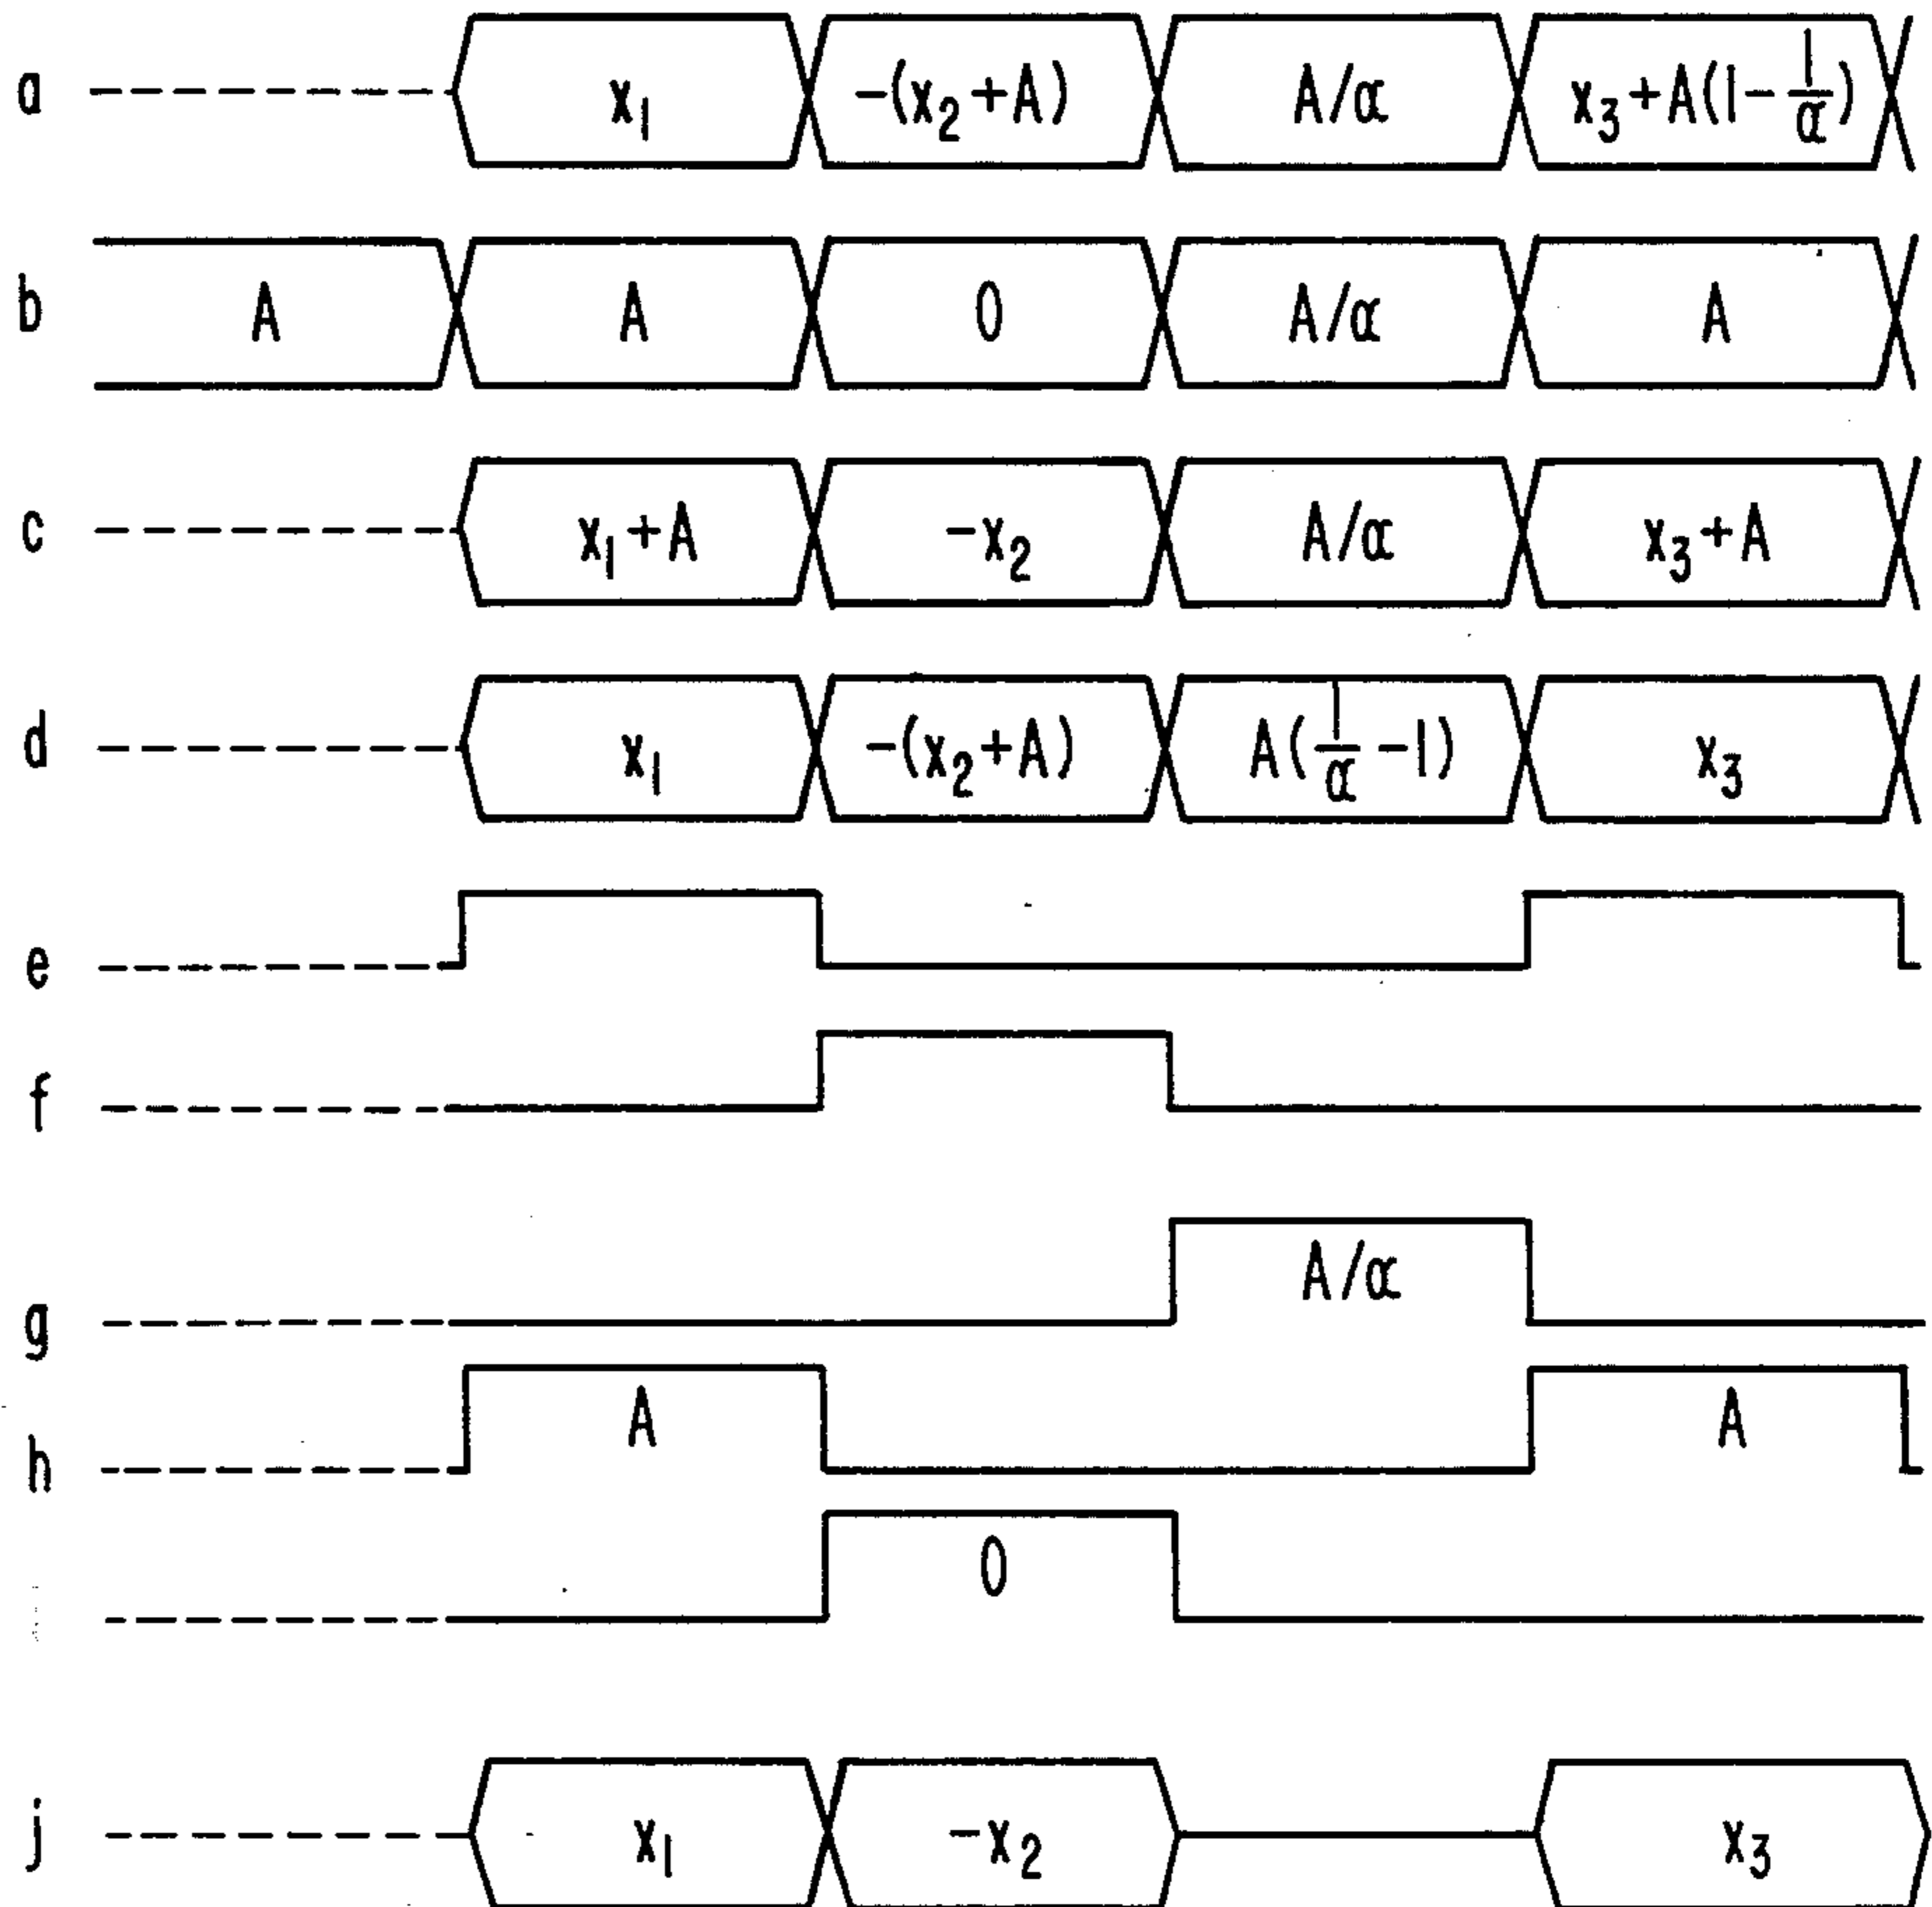 a x₁ -(x₂+A) A/α x₃+A(1-1/α)
b A A 0 A/α A
c x₁+A -x₂ A/α x₃+A
d x₁ -(x₂+A) A(1/α-1) x₃
e
f
g A/α
h A A
0
j x₁ -x₂ x₃